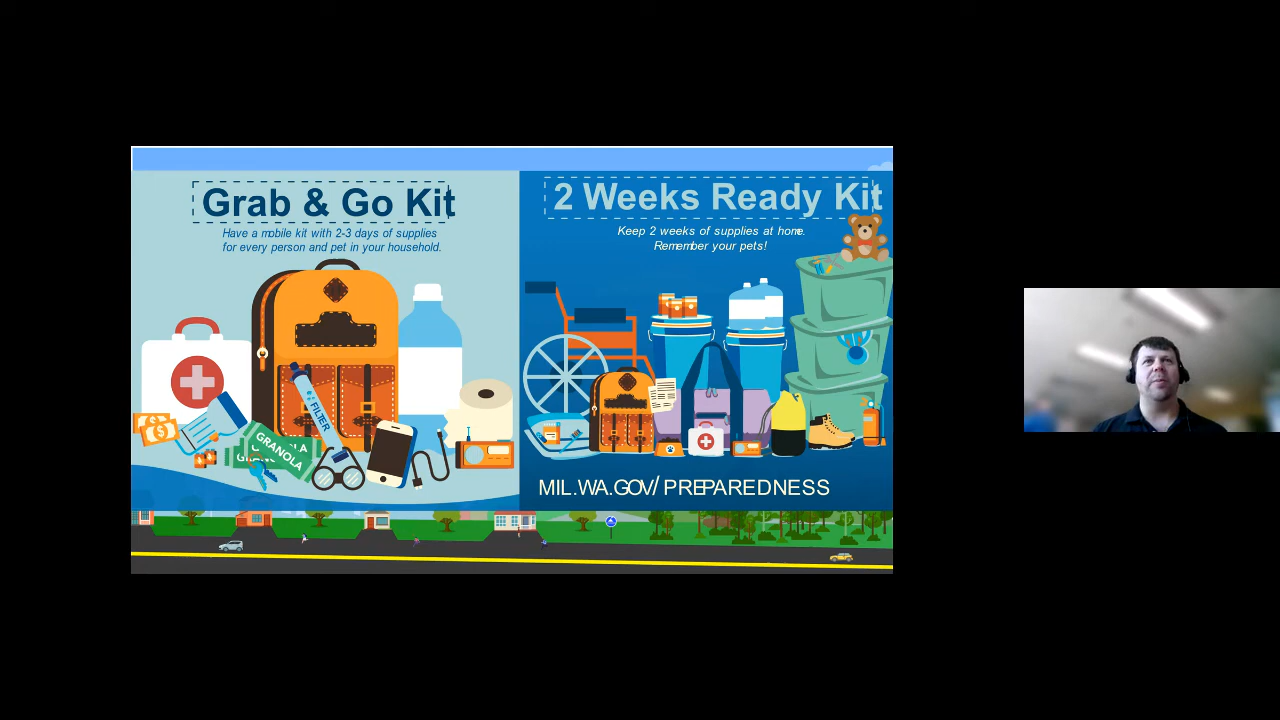 Grab & Go Kit
Have a mobile kit with 2-3 days of supplies
for every person and pet in your household.
FILTER
GRANOLA
2 Weeks Ready Kit
Keep 2 weeks of supplies at home.
Remember your pets!
MIL.WA.GOV/PREPAREDNESS